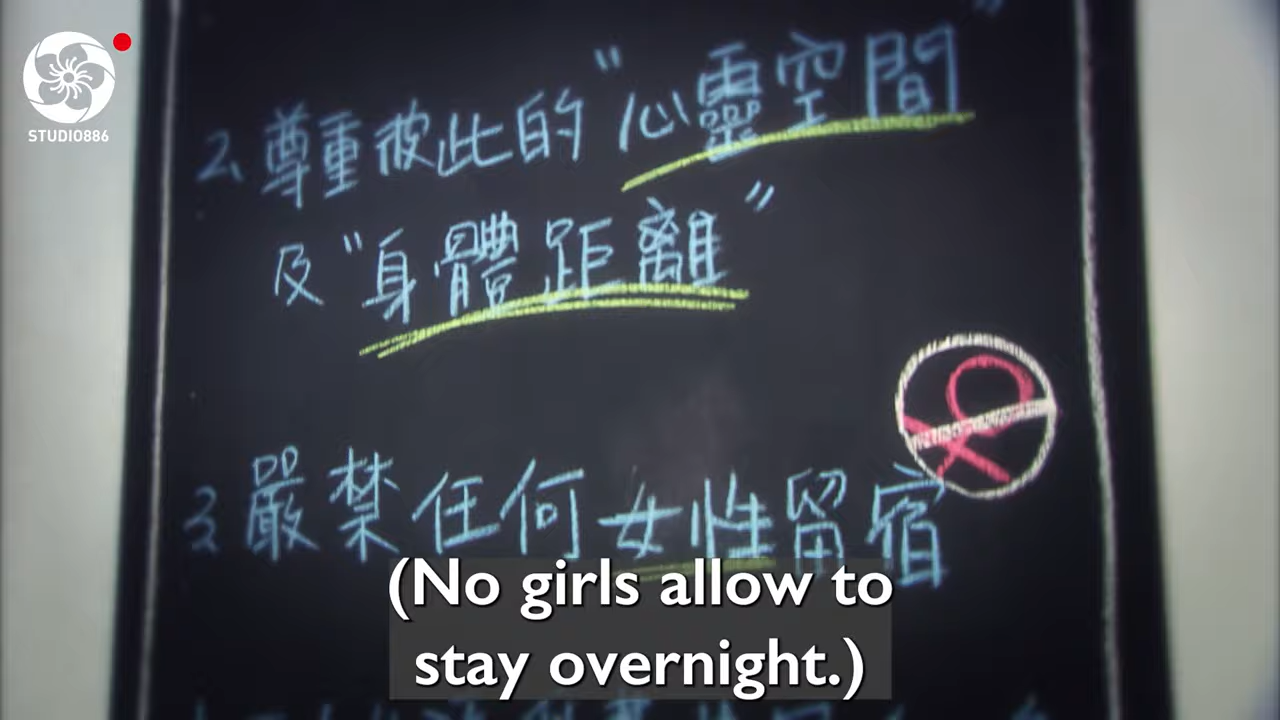 STUDIO886
2、尊重彼此的"心靈空間"
及"身體距離"
3、嚴禁任何女性留宿
(No girls allow to
stay overnight.)